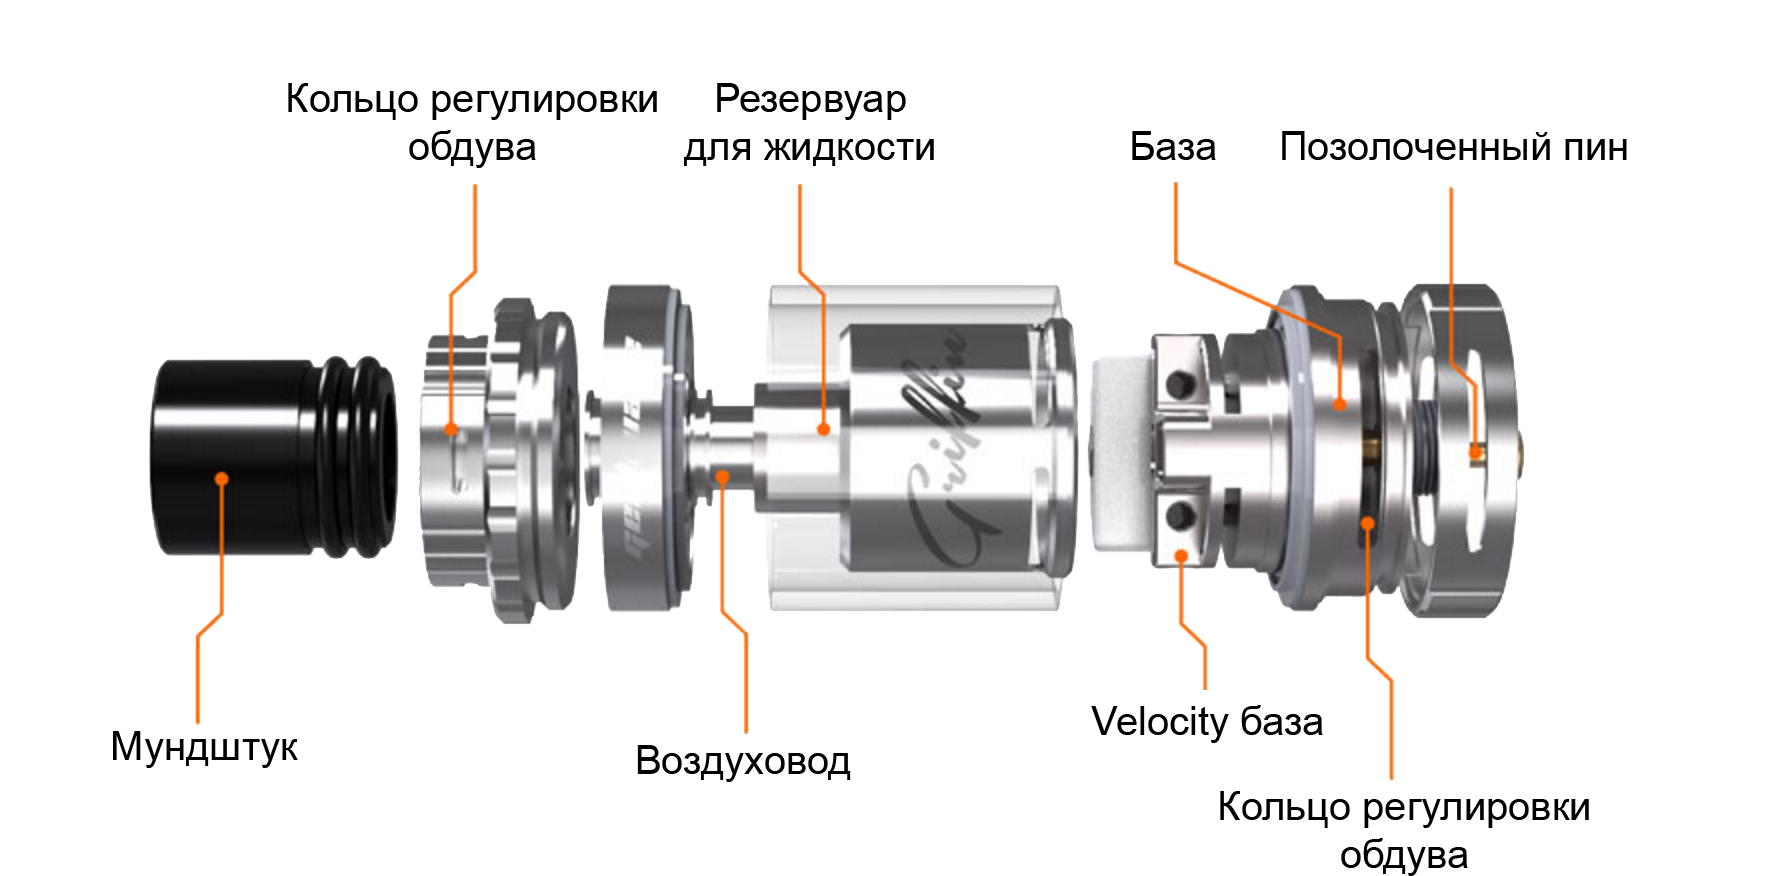 Кольцо регулировки
обдува
Резервуар
для жидкости
База
Позолоченный пин
Griffin
Мундштук
Воздуховод
Velocity база
Кольцо регулировки
обдува